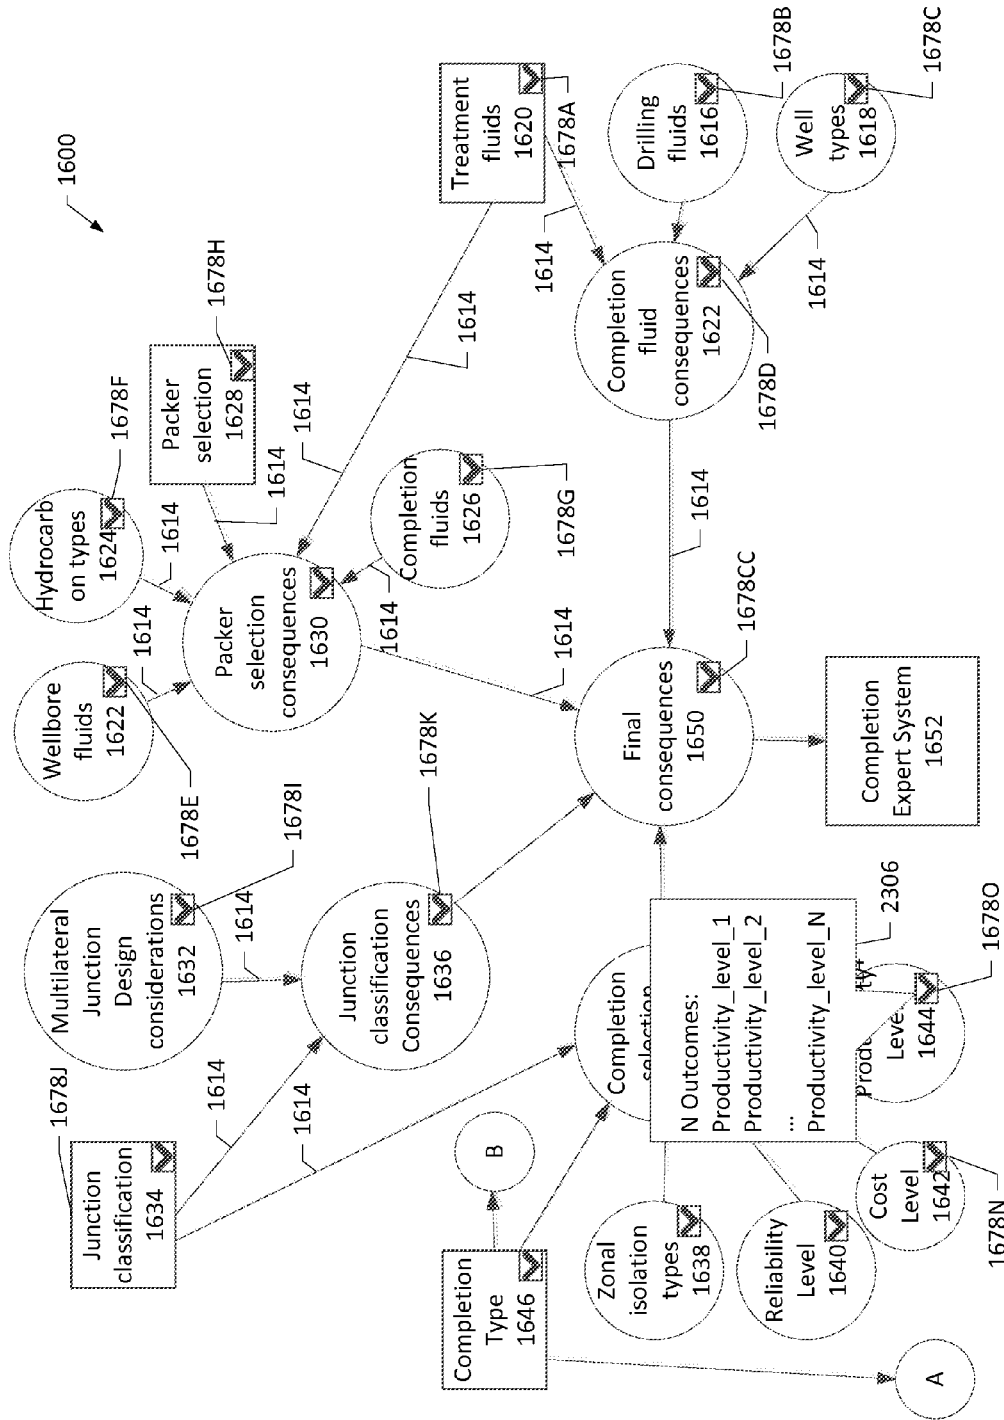 1600
Treatment
fluids
1620
1678A
Drilling
fluids
1616
1678B
Well
types
1618
1678C
1614
1614
Completion
fluid
consequences
1622
1678D
1614
1614
1614
Hydrocarb
on types
1624
1678F
Packer
selection
1628
1678H
1614
1614
Wellbore
fluids
1622
1678E
1614
Packer
selection
consequences
1630
Completion
fluids
1626
1678G
1614
1614
Final
consequences
1650
1678CC
Completion
Expert System
1652
Multilateral
Junction
Design
considerations
1632
1678I
1614
Junction
classification
Consequences
1636
1678K
Junction
classification
1634
1678J
1614
1614
Completion
selection
N Outcomes:
Productivity_level_1
Productivity_level_2
...
Productivity_level_N
2306
Level
1644
1678O
Cost
Level
1642
1678N
Reliability
Level
1640
Zonal
isolation
types
1638
Completion
Type
1646
B
A